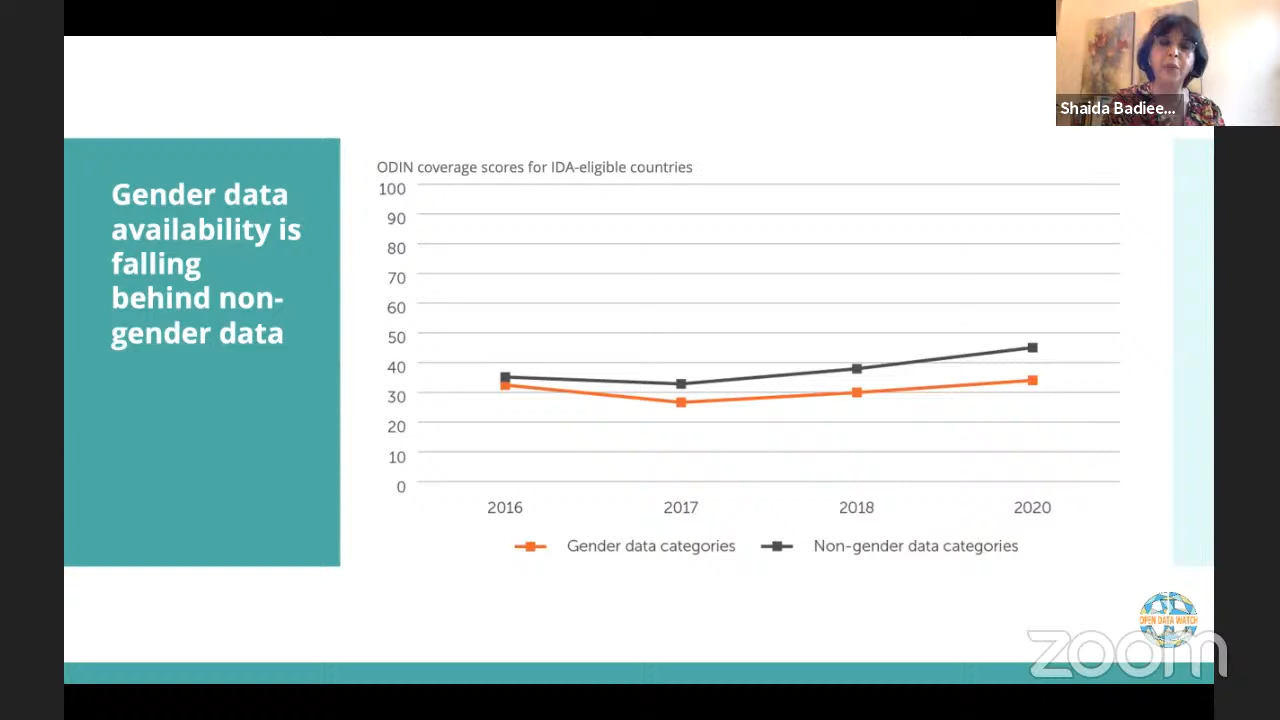 Shaida Badiee...
Gender data
availability is
falling
behind non-
gender data
ODIN coverage scores for IDA-eligible countries
100
90
80
70
60
50
40
30
20
10
0
2016 2017 2018 2020
Gender data categories Non-gender data categories
OPEN DATA WATCH
zoom